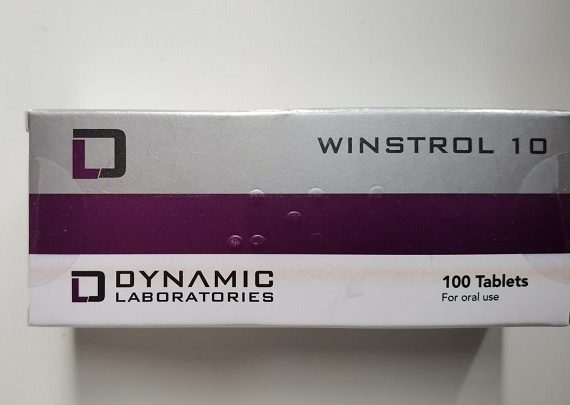 WINSTROL 10
DYNAMIC
LABORATORIES
100 Tablets
For oral use